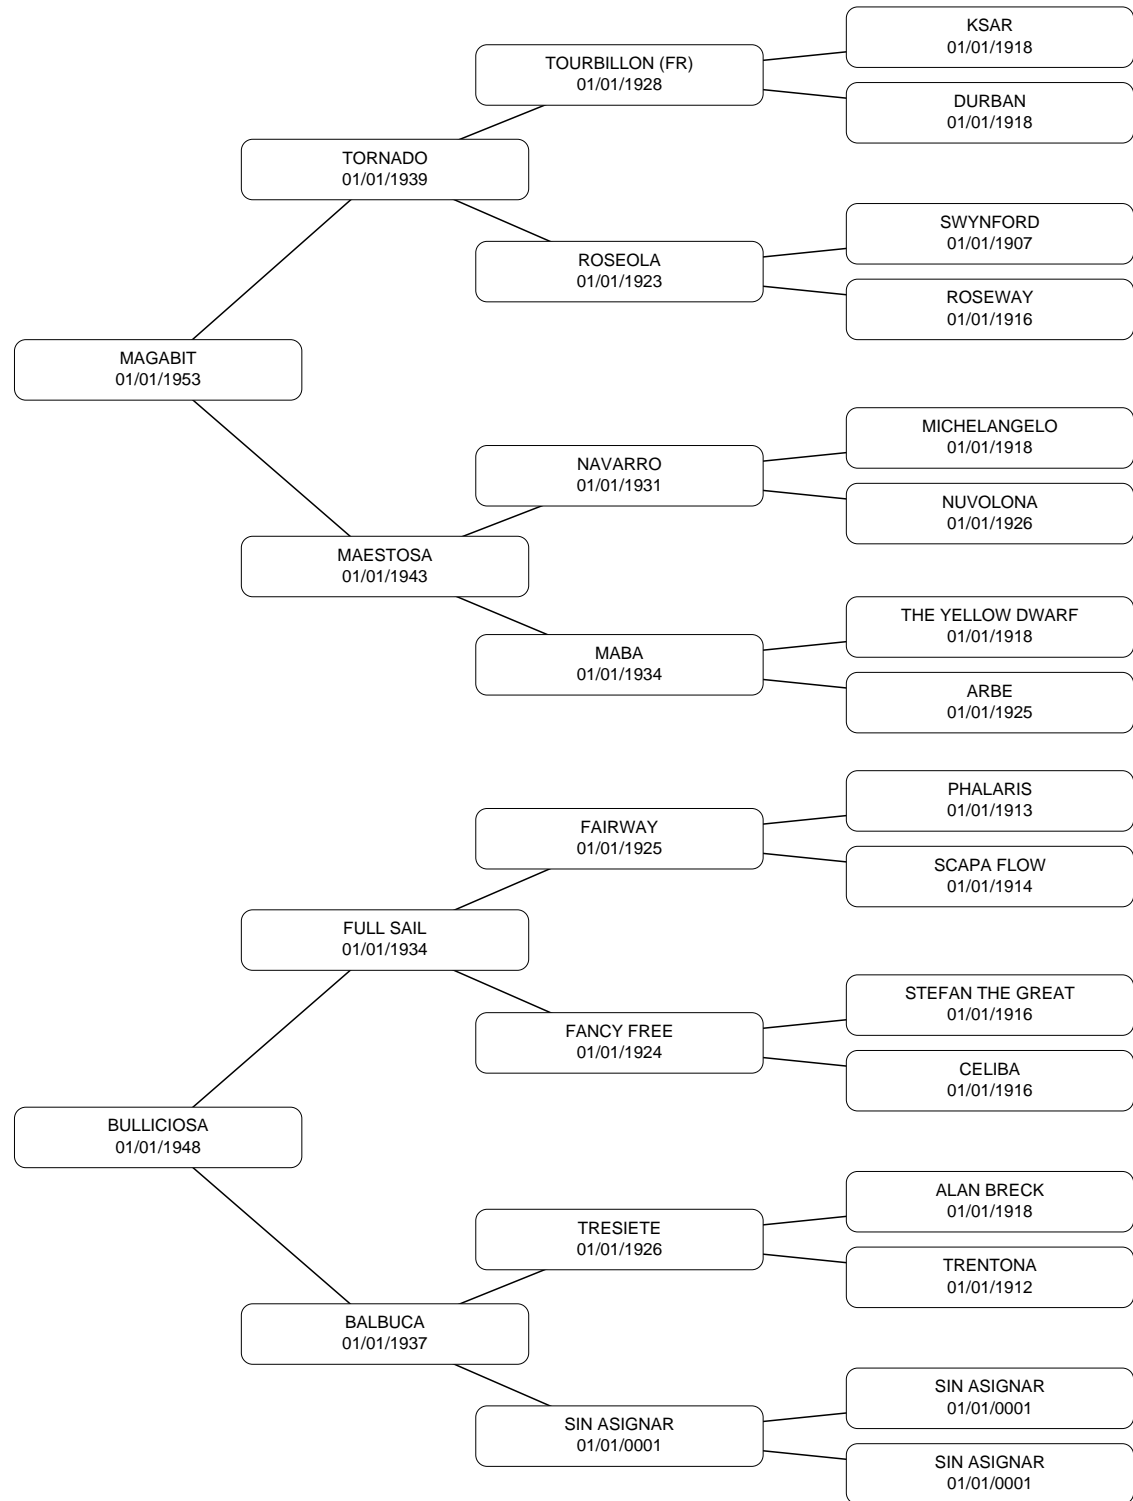 KSAR
01/01/1918
TOURBILLON (FR)
01/01/1928
DURBAN
01/01/1918
TORNADO
01/01/1939
SWYNFORD
01/01/1907
ROSEOLA
01/01/1923
ROSEWAY
01/01/1916
MAGABIT
01/01/1953
MICHELANGELO
01/01/1918
NAVARRO
01/01/1931
NUVOLONA
01/01/1926
MAESTOSA
01/01/1943
THE YELLOW DWARF
01/01/1918
MABA
01/01/1934
ARBE
01/01/1925
PHALARIS
01/01/1913
FAIRWAY
01/01/1925
SCAPA FLOW
01/01/1914
FULL SAIL
01/01/1934
STEFAN THE GREAT
01/01/1916
FANCY FREE
01/01/1924
CELIBA
01/01/1916
BULLICIOSA
01/01/1948
ALAN BRECK
01/01/1918
TRESIETE
01/01/1926
TRENTONA
01/01/1912
BALBUCA
01/01/1937
SIN ASIGNAR
01/01/0001
SIN ASIGNAR
01/01/0001
SIN ASIGNAR
01/01/0001